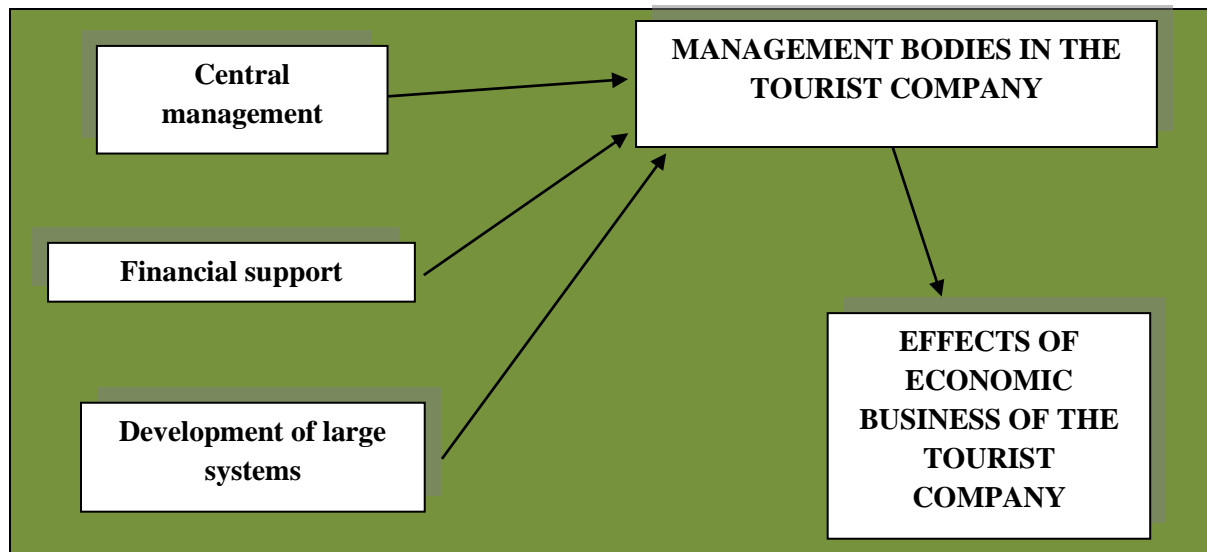 Central
management
MANAGEMENT BODIES IN THE
TOURIST COMPANY
Financial support
Development of large
systems
EFFECTS OF
ECONOMIC
BUSINESS OF THE
TOURIST
COMPANY